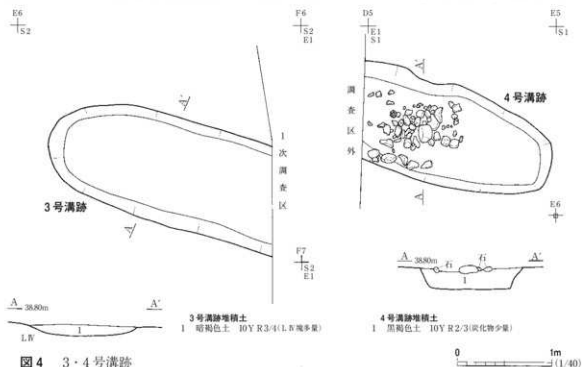 E6
S2
F6
S2
E1
A′
3号溝跡
A
1次調査区
F7
S2
E1
A 38.80m A′
1
LⅣ
3号溝跡堆積土
1 暗褐色土 10YR3/4(LⅣ塊多量)
図4 3・4号溝跡
D5
E1
S1
E5
S1
A′
4号溝跡
調査区外
A
E6
A 38.80m 石 石 A′
1
4号溝跡堆積土
1 黒褐色土 10YR2/3(炭化物少量)
0 1m
(1/40)